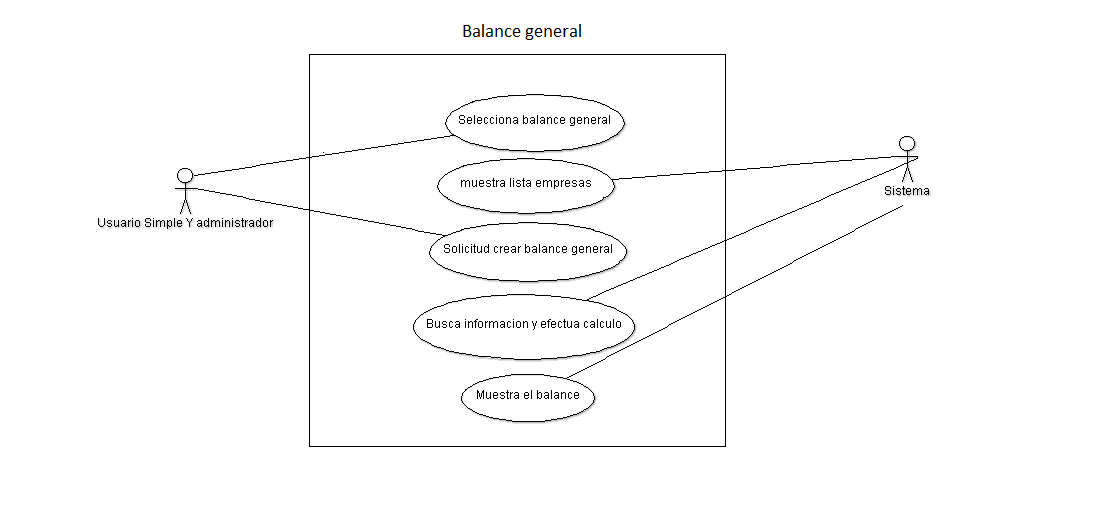 Balance general
Selecciona balance general
muestra lista empresas
Sistema
Usuario Simple Y administrador
Solicitud crear balance general
Busca informacion y efectua calculo
Muestra el balance